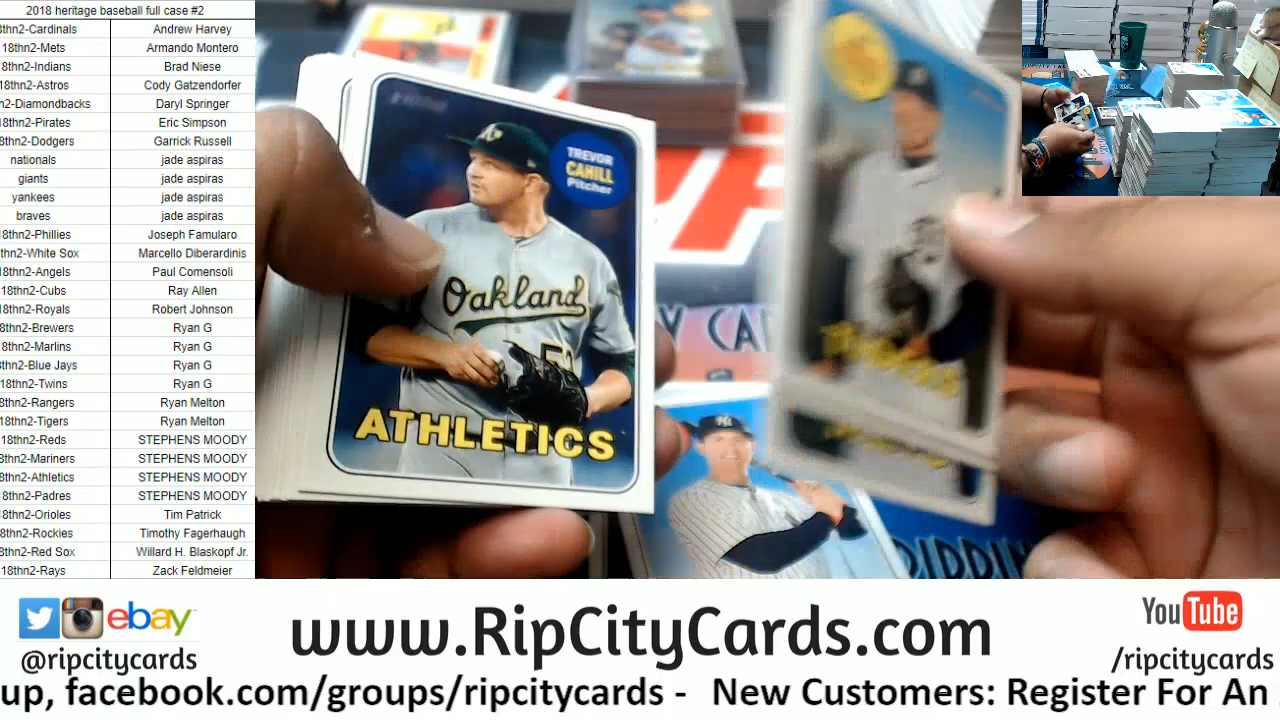 2018 heritage baseball full case #2
8thn2-Cardinals Andrew Harvey
18thn2-Mets Armando Montero
8thn2-Indians Brad Niese
18thn2-Astros Cody Gatzendorfer
n2-Diamondbacks Daryl Springer
18thn2-Pirates Eric Simpson
8thn2-Dodgers Garrick Russell
nationals jade aspiras
giants jade aspiras
yankees jade aspiras
braves jade aspiras
8thn2-Phillies Joseph Famularo
thn2-White Sox Marcello Diberardinis
18thn2-Angels Paul Comensoli
18thn2-Cubs Ray Allen
18thn2-Royals Robert Johnson
8thn2-Brewers Ryan G
18thn2-Marlins Ryan G
8thn2-Blue Jays Ryan G
18thn2-Twins Ryan G
8thn2-Rangers Ryan Melton
18thn2-Tigers Ryan Melton
18thn2-Reds STEPHENS MOODY
8thn2-Mariners STEPHENS MOODY
8thn2-Athletics STEPHENS MOODY
8thn2-Padres STEPHENS MOODY
18thn2-Orioles Tim Patrick
8thn2-Rockies Timothy Fagerhaugh
8thn2-Red Sox Willard H. Blaskopf Jr.
18thn2-Rays Zack Feldmeier
TREVOR
CAHILL
Pitcher
A's
Oakland
ATHLETICS
ebay
@ripcitycards
www.RipCityCards.com
YouTube
/ripcitycards
up, facebook.com/groups/ripcitycards - New Customers: Register For An